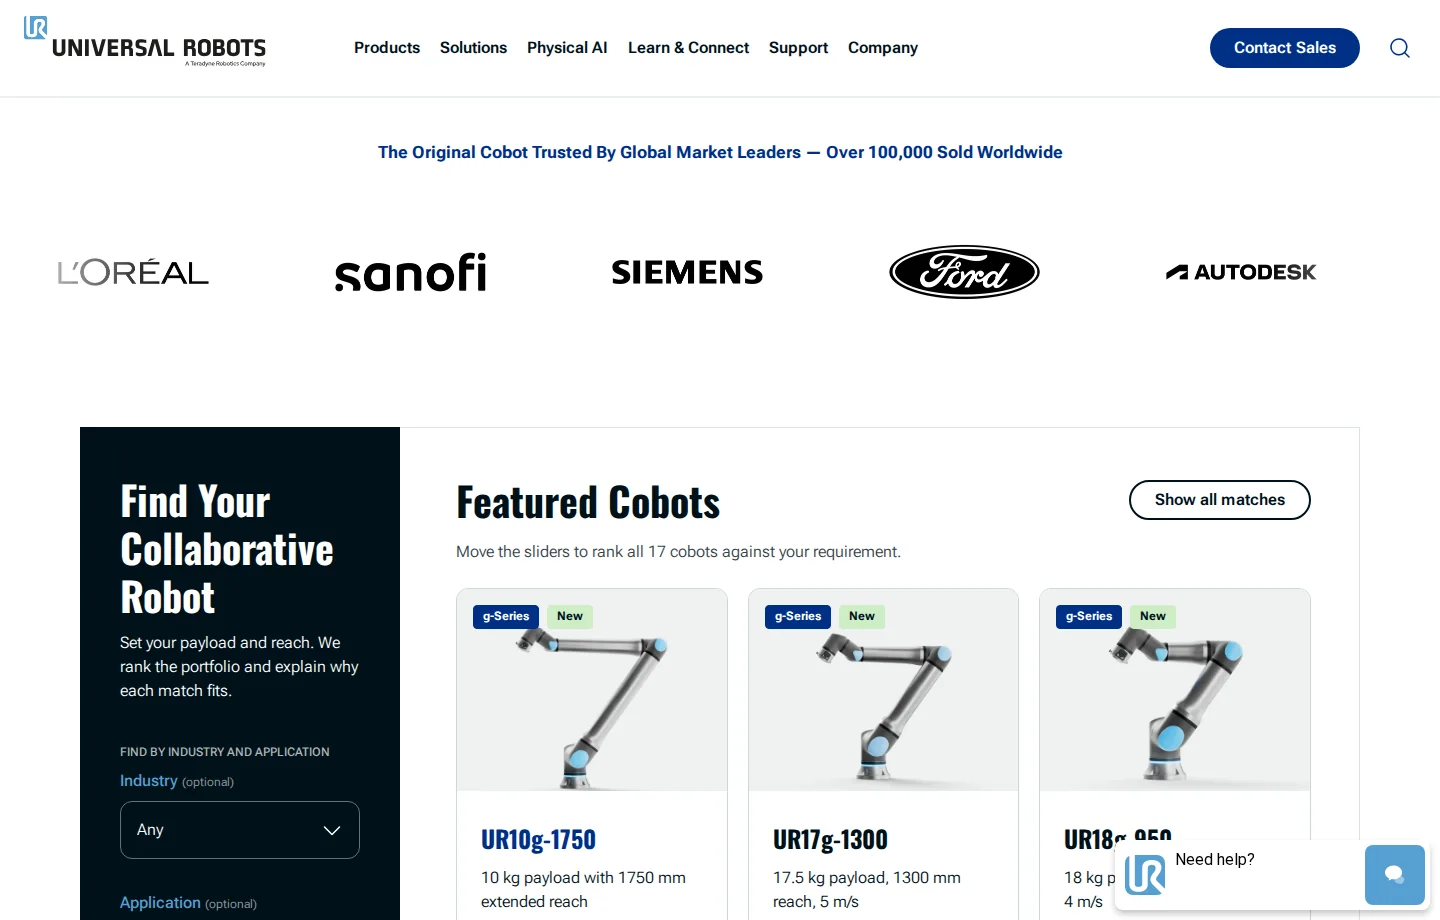 UR
UNIVERSAL ROBOTS
A Teradyne Robotics Company
Products
Solutions
Physical AI
Learn & Connect
Support
Company
Contact Sales
The Original Cobot Trusted By Global Market Leaders — Over 100,000 Sold Worldwide
L'ORÉAL
sanofi
SIEMENS
Ford
AUTODESK
Find Your
Collaborative
Robot
Set your payload and reach. We
rank the portfolio and explain why
each match fits.
FIND BY INDUSTRY AND APPLICATION
Industry (optional)
Any
Application (optional)
Featured Cobots
Show all matches
Move the sliders to rank all 17 cobots against your requirement.
g-Series
New
UR10g-1750
10 kg payload with 1750 mm
extended reach
g-Series
New
UR17g-1300
17.5 kg payload, 1300 mm
reach, 5 m/s
g-Series
New
UR18g-950
18 kg
4 m/s
UR
Need help?